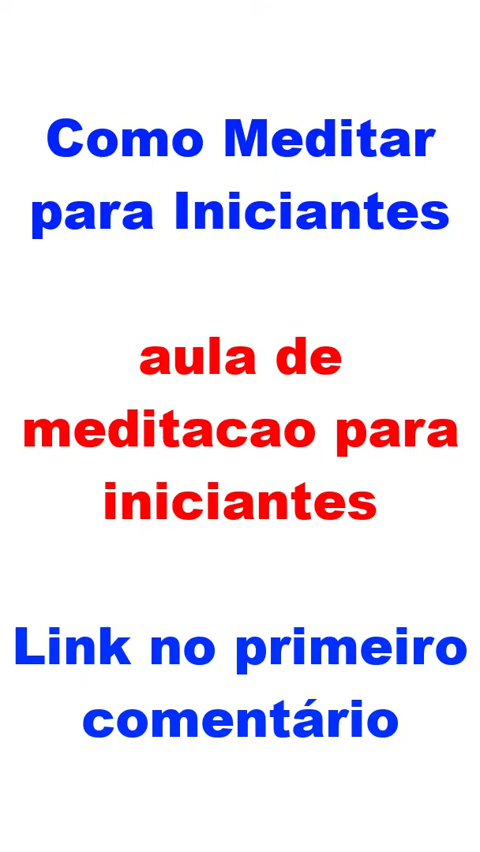 Como Meditar
para Iniciantes
aula de
meditacao para
iniciantes
Link no primeiro
comentário